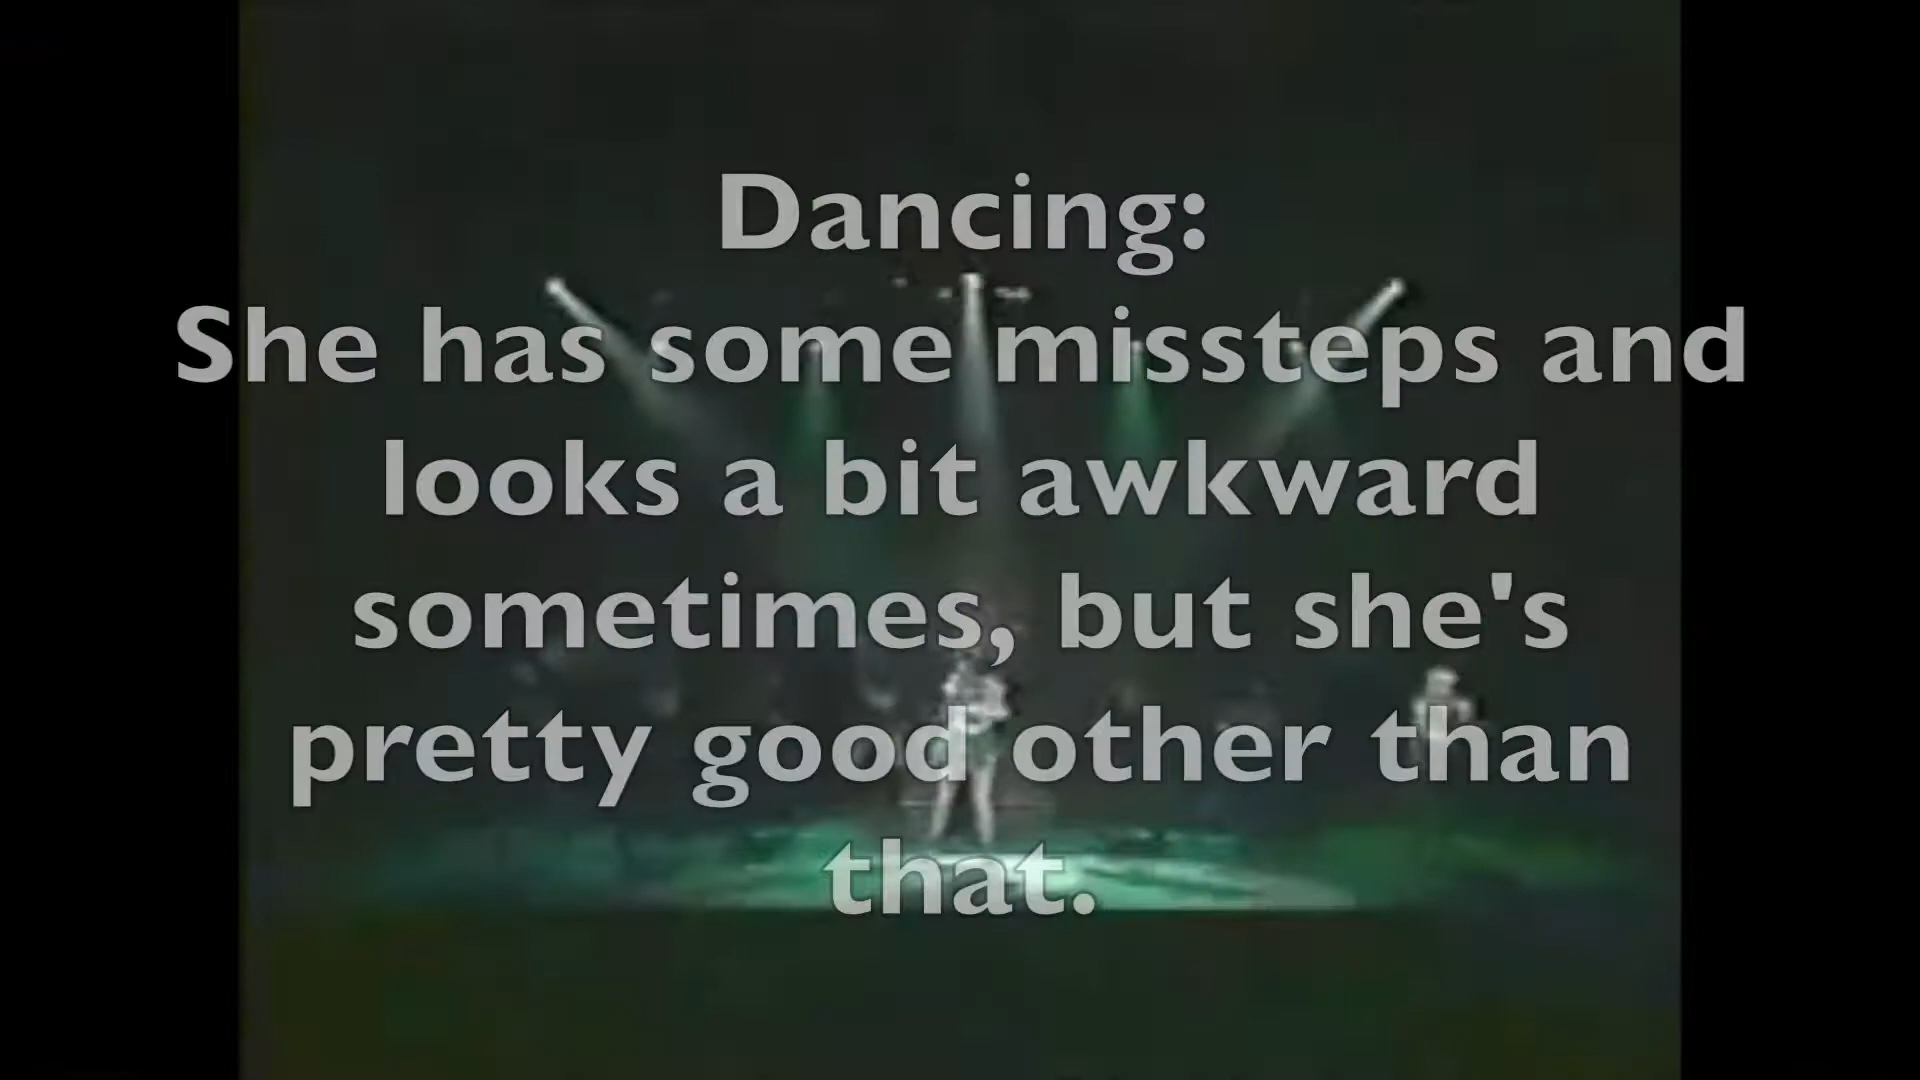 Dancing:
She has some missteps and
looks a bit awkward
sometimes, but she's
pretty good other than
that.